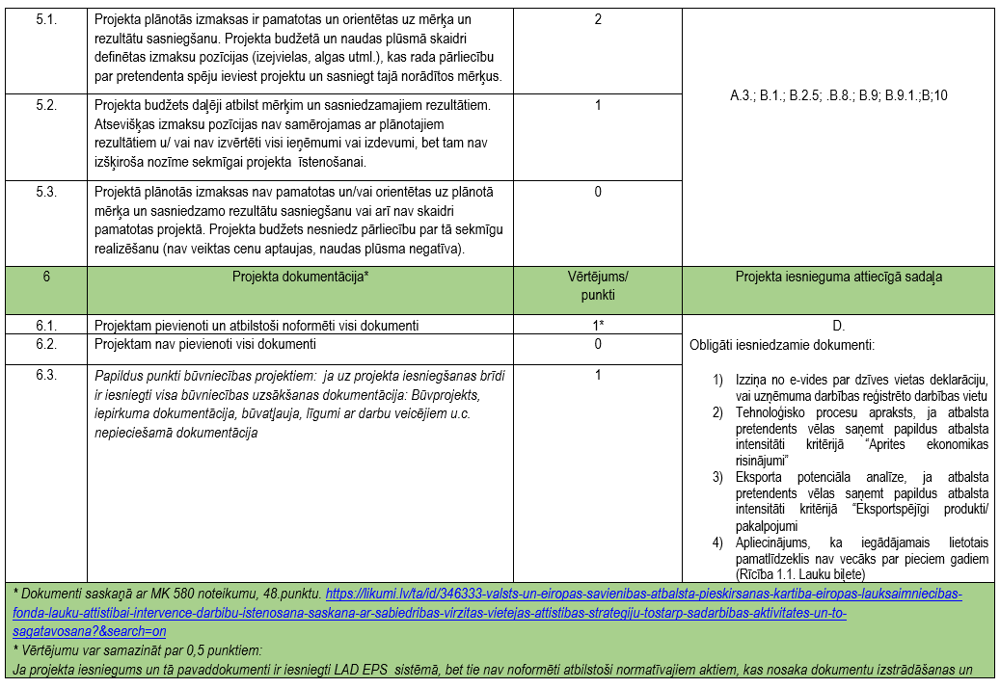 5.1.
Projekta plānotās izmaksas ir pamatotas un orientētas uz mērķa un
rezultātu sasniegšanu. Projekta budžetā un naudas plūsmā skaidri
definētas izmaksu pozīcijas (izejvielas, algas utml.), kas rada pārliecību
par pretendenta spēju ieviest projektu un sasniegt tajā norādītos mērķus.
2
A.3.; B.1.; B.2.5; .B.8.; B.9; B.9.1.;B;10
5.2.
Projekta budžets daļēji atbilst mērķim un sasniedzamajiem rezultātiem.
Atsevišķas izmaksu pozīcijas nav samērojamas ar plānotajiem
rezultātiem u/ vai nav izvērtēti visi ieņēmumi vai izdevumi, bet tam nav
izšķiroša nozīme sekmīgai projekta īstenošanai.
1
5.3.
Projektā plānotās izmaksas nav pamatotas un/vai orientētas uz plānotā
mērķa un sasniedzamo rezultātu sasniegšanu vai arī nav skaidri
pamatotas projektā. Projekta budžets nesniedz pārliecību par tā sekmīgu
realizēšanu (nav veiktas cenu aptaujas, naudas plūsma negatīva).
0
6
Projekta dokumentācija*
Vērtējums/
punkti
Projekta iesnieguma attiecīgā sadaļa
6.1.
Projektam pievienoti un atbilstoši noformēti visi dokumenti
1*
6.2.
Projektam nav pievienoti visi dokumenti
0
6.3.
Papildus punkti būvniecības projektiem: ja uz projekta iesniegšanas brīdi
ir iesniegti visa būvniecības uzsākšanas dokumentācija: Būvprojekts,
iepirkuma dokumentācija, būvatļauja, līgumi ar darbu veicējiem u.c.
nepieciešamā dokumentācija
1
D.
Obligāti iesniedzamie dokumenti:
1) Izziņa no e-vides par dzīves vietas deklarāciju,
vai uzņēmuma darbības reģistrēto darbības vietu
2) Tehnoloģisko procesu apraksts, ja atbalsta
pretendents vēlas saņemt papildus atbalsta
intensitāti kritērijā “Aprites ekonomikas
risinājumi”
3) Eksporta potenciāla analīze, ja atbalsta
pretendents vēlas saņemt papildus atbalsta
intensitāti kritērijā “Eksportspējīgi produkti/
pakalpojumi
4) Apliecinājums, ka iegādājamais lietotais
pamatlīdzeklis nav vecāks par pieciem gadiem
(Rīcība 1.1. Lauku biļete)
* Dokumenti saskaņā ar MK 580 noteikumu, 48.punktu. https://likumi.lv/ta/id/346333-valsts-un-eiropas-savienibas-atbalsta-pieskirsanas-kartiba-eiropas-lauksaimniecibas-
fonda-lauku-attistibai-intervence-darbibu-istenosana-saskana-ar-sabiedribas-virzitas-vietejas-attistibas-strategiju-tostarp-sadarbibas-aktivitates-un-to-
sagatavosana?&search=on
* Vērtējumu var samazināt par 0,5 punktiem:
Ja projekta iesniegums un tā pavaddokumenti ir iesniegti LAD EPS sistēmā, bet tie nav noformēti atbilstoši normatīvajiem aktiem, kas nosaka dokumentu izstrādāšanas un